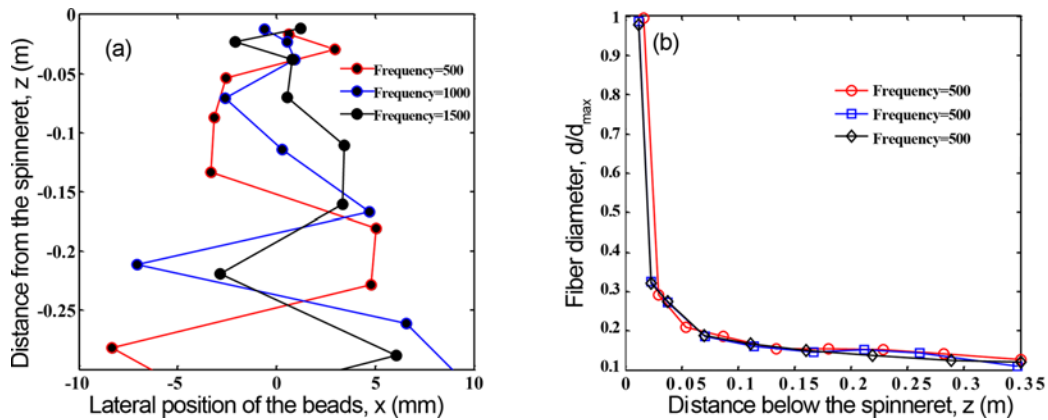 (a)
0
-0.05
-0.1
-0.15
-0.2
-0.25
Distance from the spinneret, z (m)
Frequency=500
Frequency=1000
Frequency=1500
-10
-5
0
5
10
Lateral position of the beads, x (mm)
(b)
1
0.9
0.8
0.7
0.6
0.5
0.4
0.3
0.2
0.1
Fiber diameter, d/dmax
Frequency=500
Frequency=500
Frequency=500
0
0.05
0.1
0.15
0.2
0.25
0.3
0.35
Distance below the spinneret, z (m)